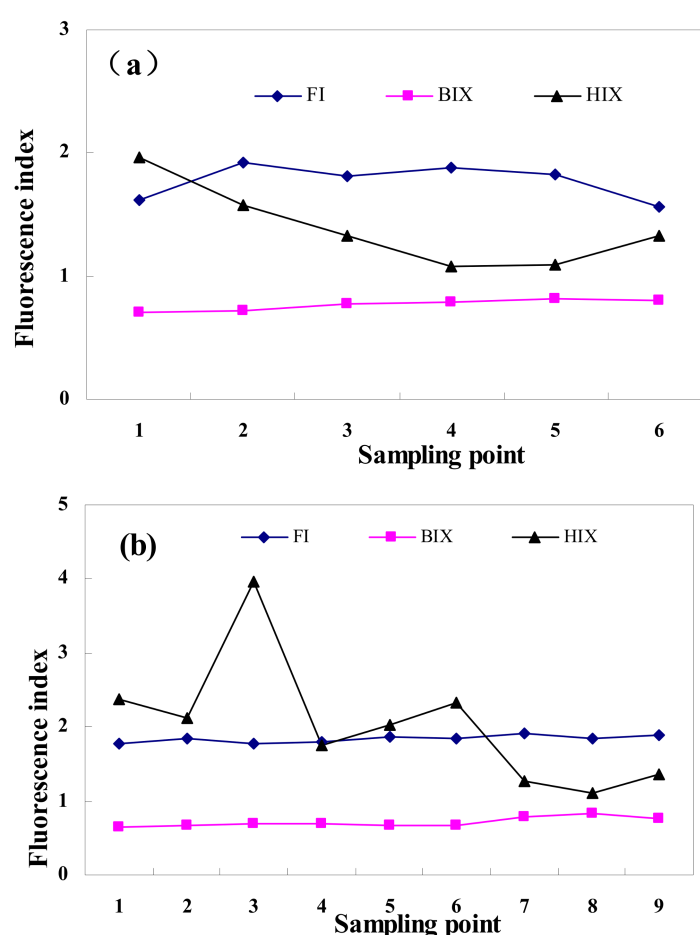 3
(a)
FI BIX HIX
2
1
0
Fluorescence index
1 2 3 4 5 6
Sampling point
5
(b)
FI BIX HIX
4
3
2
1
0
Fluorescence index
1 2 3 4 5 6 7 8 9
Sampling point